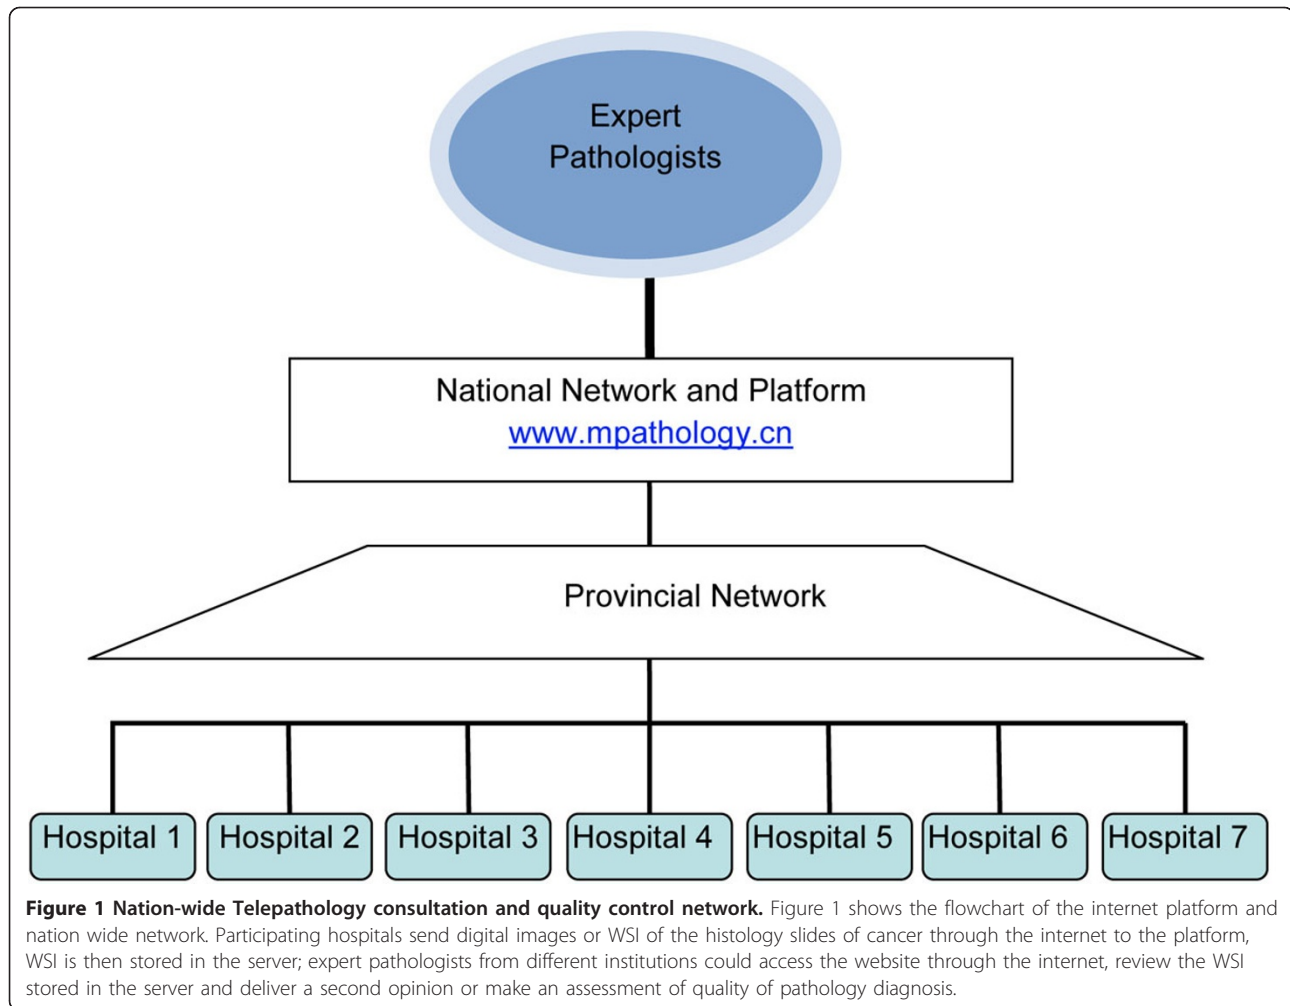 Expert
Pathologists
National Network and Platform
www.mpathology.cn
Provincial Network
Hospital 1 Hospital 2 Hospital 3 Hospital 4 Hospital 5 Hospital 6 Hospital 7
Figure 1 Nation-wide Telepathology consultation and quality control network. Figure 1 shows the flowchart of the internet platform and
nation wide network. Participating hospitals send digital images or WSI of the histology slides of cancer through the internet to the platform,
WSI is then stored in the server; expert pathologists from different institutions could access the website through the internet, review the WSI
stored in the server and deliver a second opinion or make an assessment of quality of pathology diagnosis.